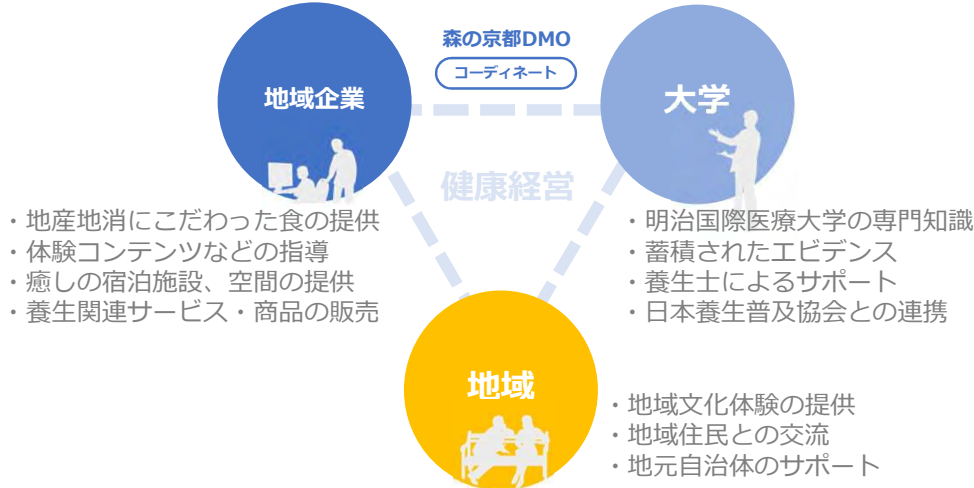 森の京都DMO
コーディネート
地域企業
大学
健康経営
・地産地消にこだわった食の提供
・体験コンテンツなどの指導
・癒しの宿泊施設、空間の提供
・養生関連サービス・商品の販売
・明治国際医療大学の専門知識
・蓄積されたエビデンス
・養生士によるサポート
・日本養生普及協会との連携
地域
・地域文化体験の提供
・地域住民との交流
・地元自治体のサポート